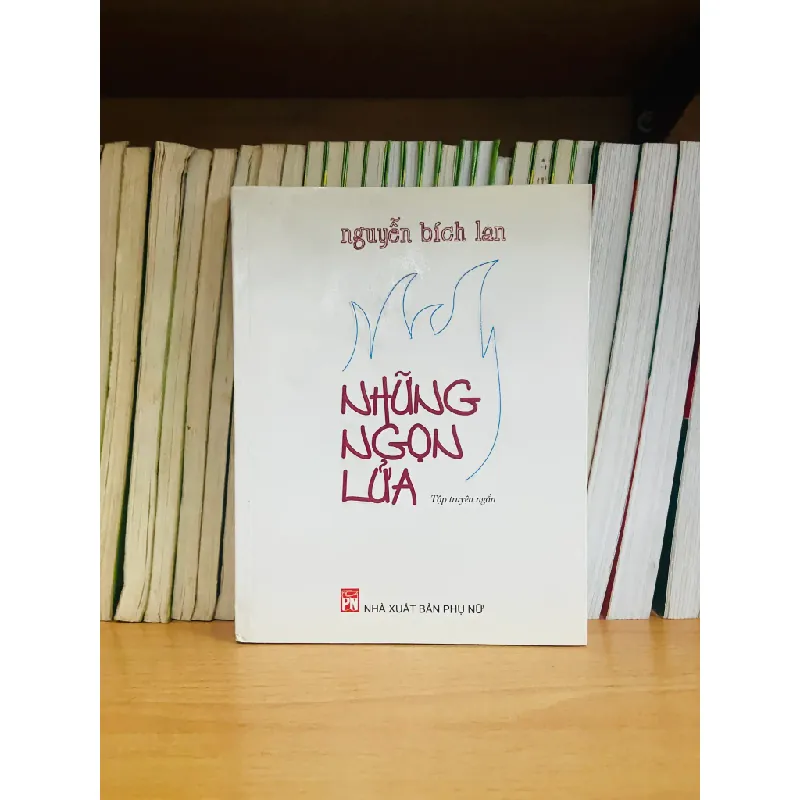 nguyễn bích lan
NHỮNG
NGỌN
LỬA
Tập truyện ngắn
PN
NHÀ XUẤT BẢN PHỤ NỮ